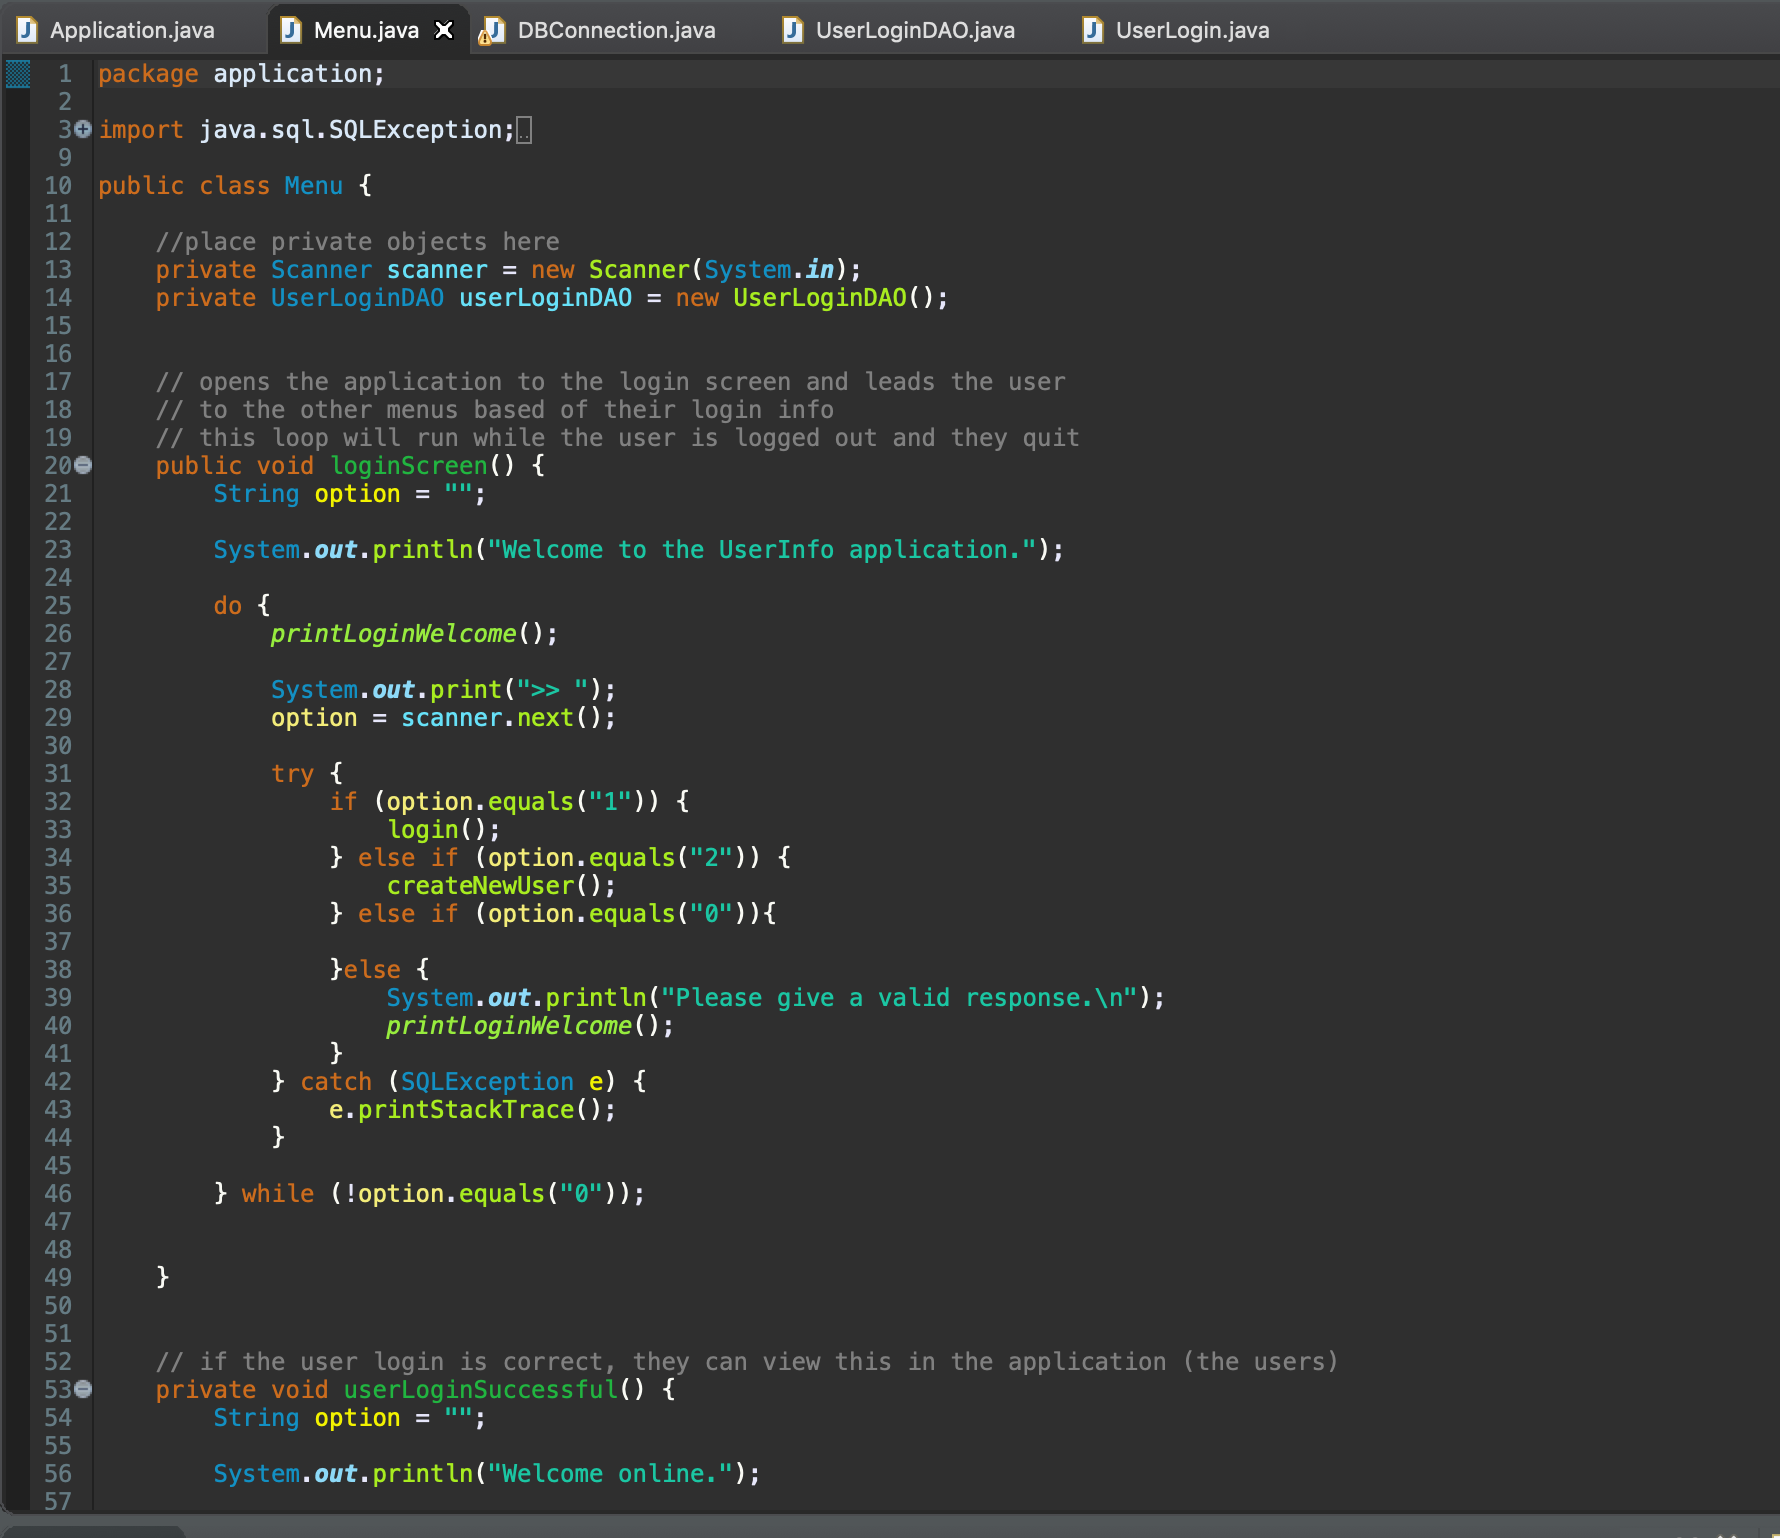 Application.java Menu.java DBConnection.java UserLoginDAO.java UserLogin.java
1 package application;
2
3 import java.sql.SQLException;
9
10 public class Menu {
11
12 //place private objects here
13 private Scanner scanner = new Scanner(System.in);
14 private UserLoginDAO userLoginDAO = new UserLoginDAO();
15
16
17 // opens the application to the login screen and leads the user
18 // to the other menus based of their login info
19 // this loop will run while the user is logged out and they quit
20 public void loginScreen() {
21 String option = "";
22
23 System.out.println("Welcome to the UserInfo application.");
24
25 do {
26 printLoginWelcome();
27
28 System.out.print(">> ");
29 option = scanner.next();
30
31 try {
32 if (option.equals("1")) {
33 login();
34 } else if (option.equals("2")) {
35 createNewUser();
36 } else if (option.equals("0")){
37
38 }else {
39 System.out.println("Please give a valid response.\n");
40 printLoginWelcome();
41 }
42 } catch (SQLException e) {
43 e.printStackTrace();
44 }
45
46 } while (!option.equals("0"));
47
48
49 }
50
51
52 // if the user login is correct, they can view this in the application (the users)
53 private void userLoginSuccessful() {
54 String option = "";
55
56 System.out.println("Welcome online.");
57